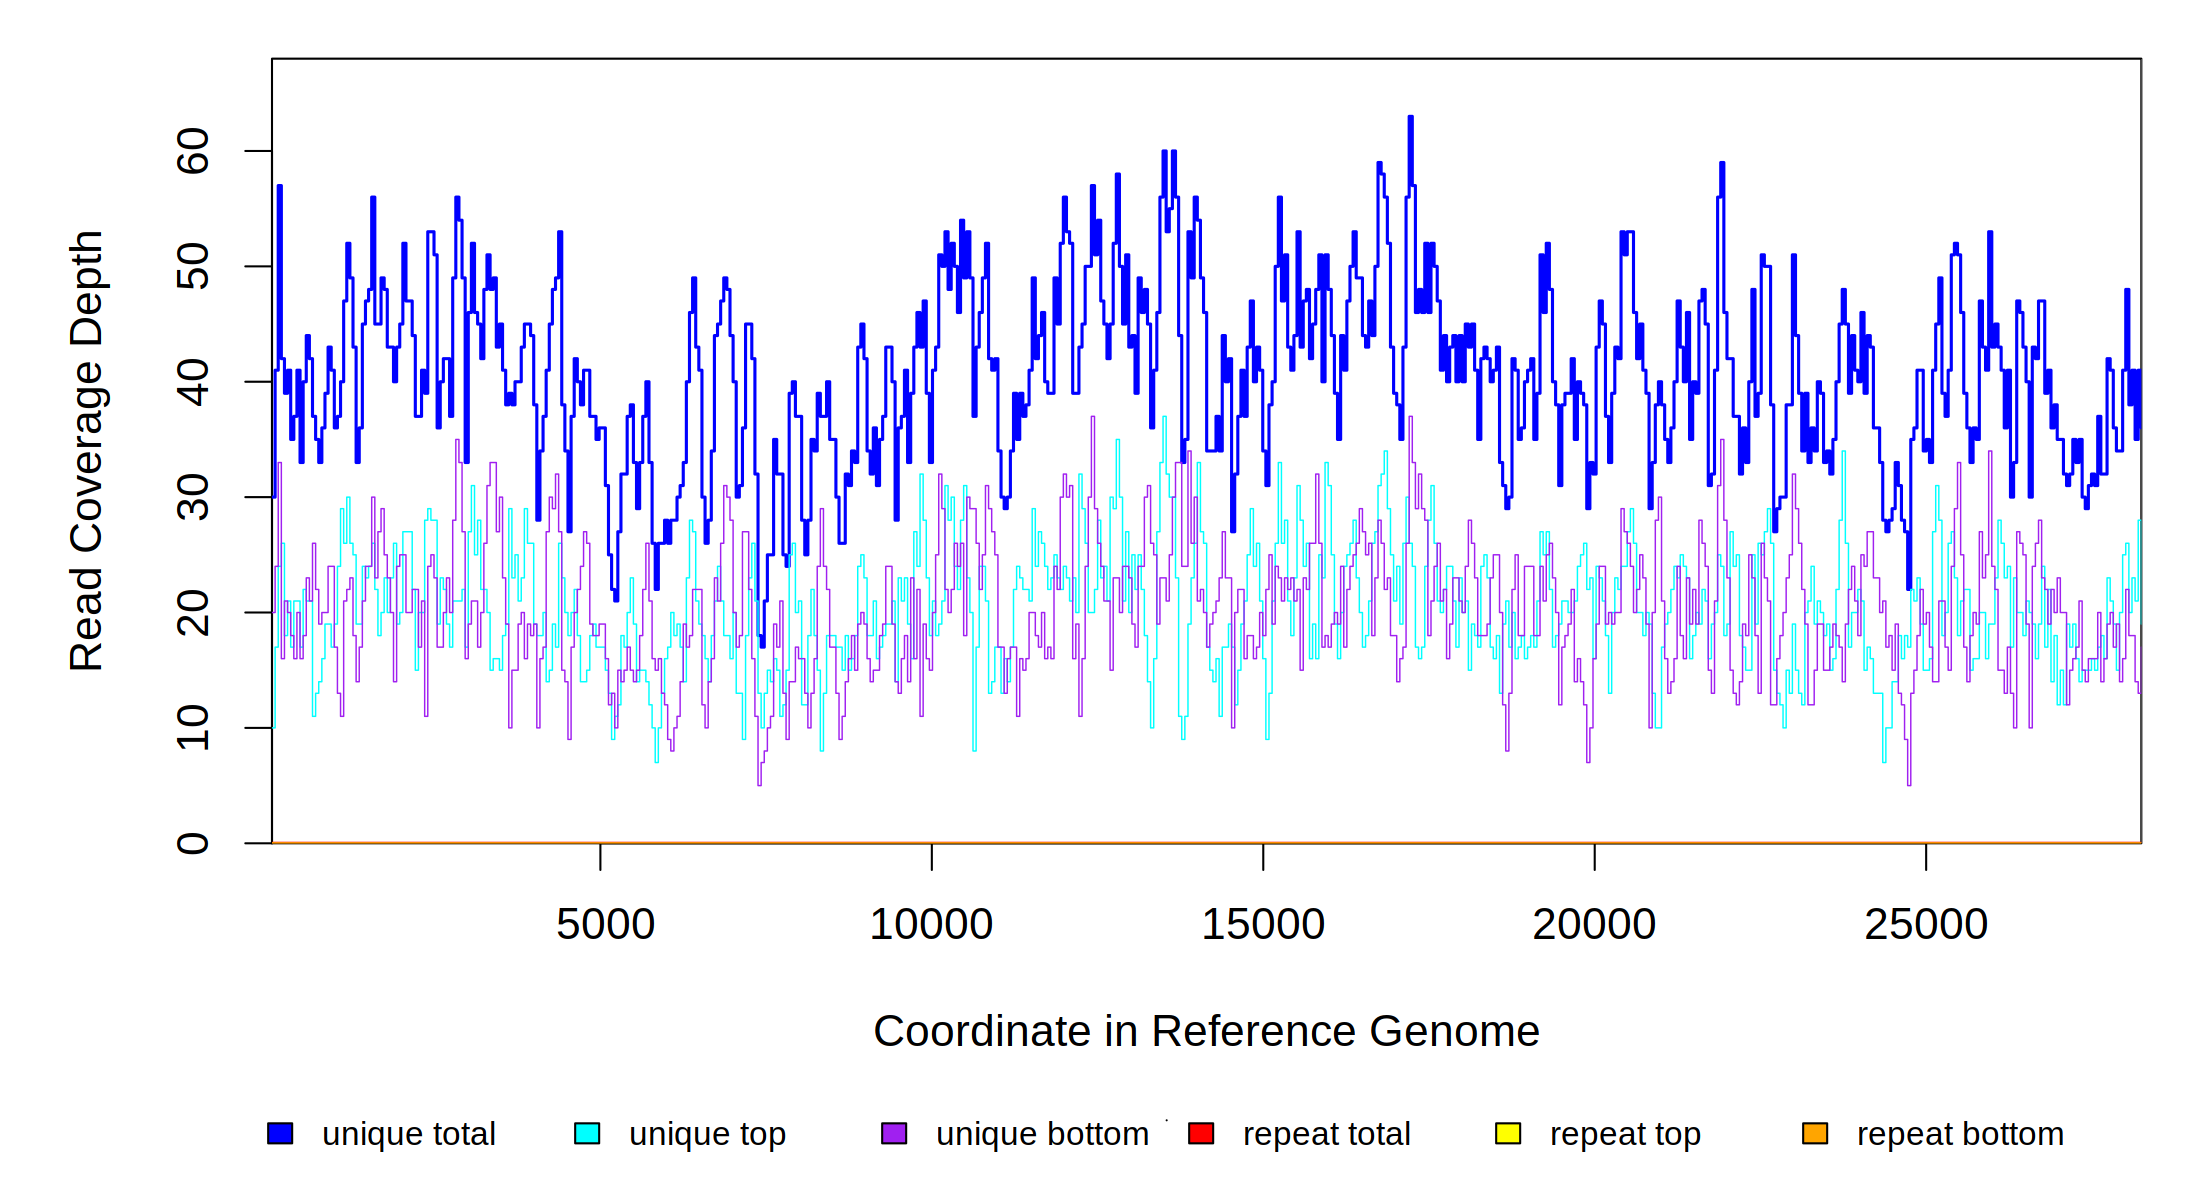 Read Coverage Depth
60
50
40
30
20
10
0
5000 10000 15000 20000 25000
Coordinate in Reference Genome
unique total unique top unique bottom repeat total repeat top repeat bottom